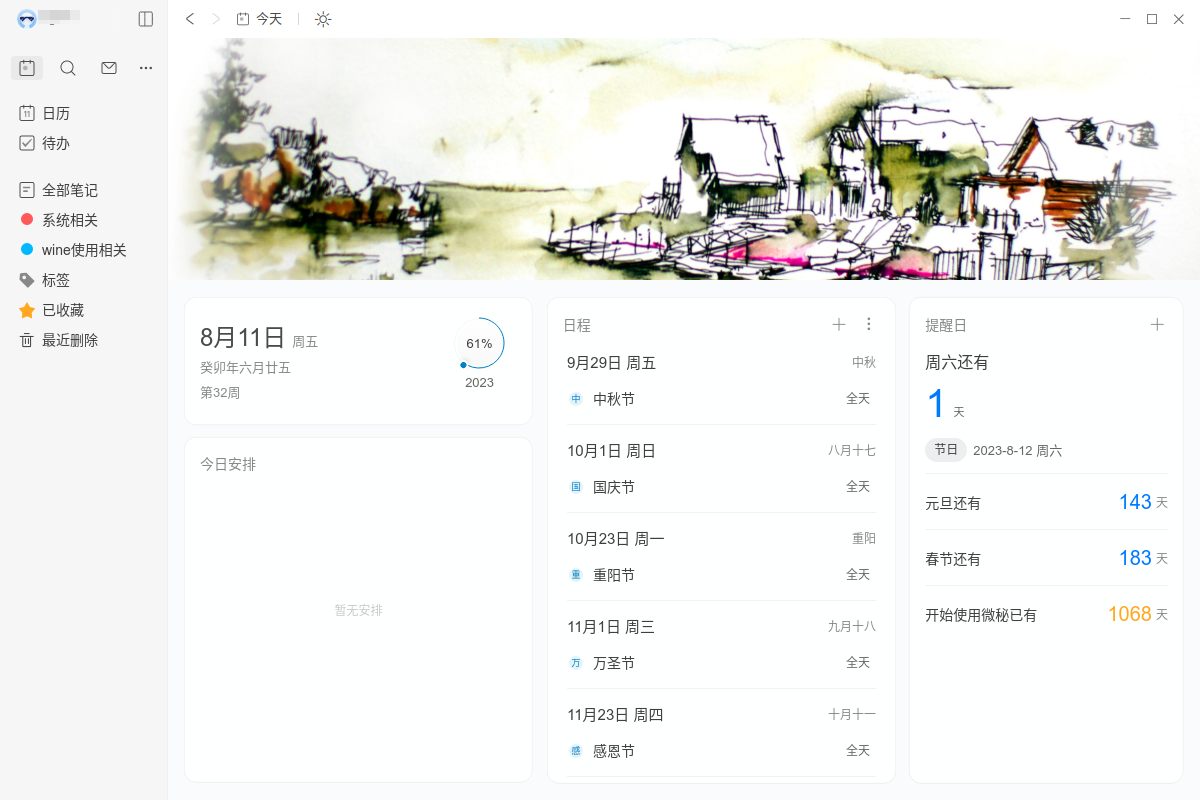 今天
日历
待办
全部笔记
系统相关
wine使用相关
标签
已收藏
最近删除
8月11日 周五
癸卯年六月廿五
第32周
61%
2023
今日安排
暂无安排
日程
9月29日 周五 中秋
中 中秋节 全天
10月1日 周日 八月十七
国 国庆节 全天
10月23日 周一 重阳
重 重阳节 全天
11月1日 周三 九月十八
万 万圣节 全天
11月23日 周四 十月十一
感 感恩节 全天
提醒日
周六还有
1 天
节日 2023-8-12 周六
元旦还有 143 天
春节还有 183 天
开始使用微秘已有 1068 天